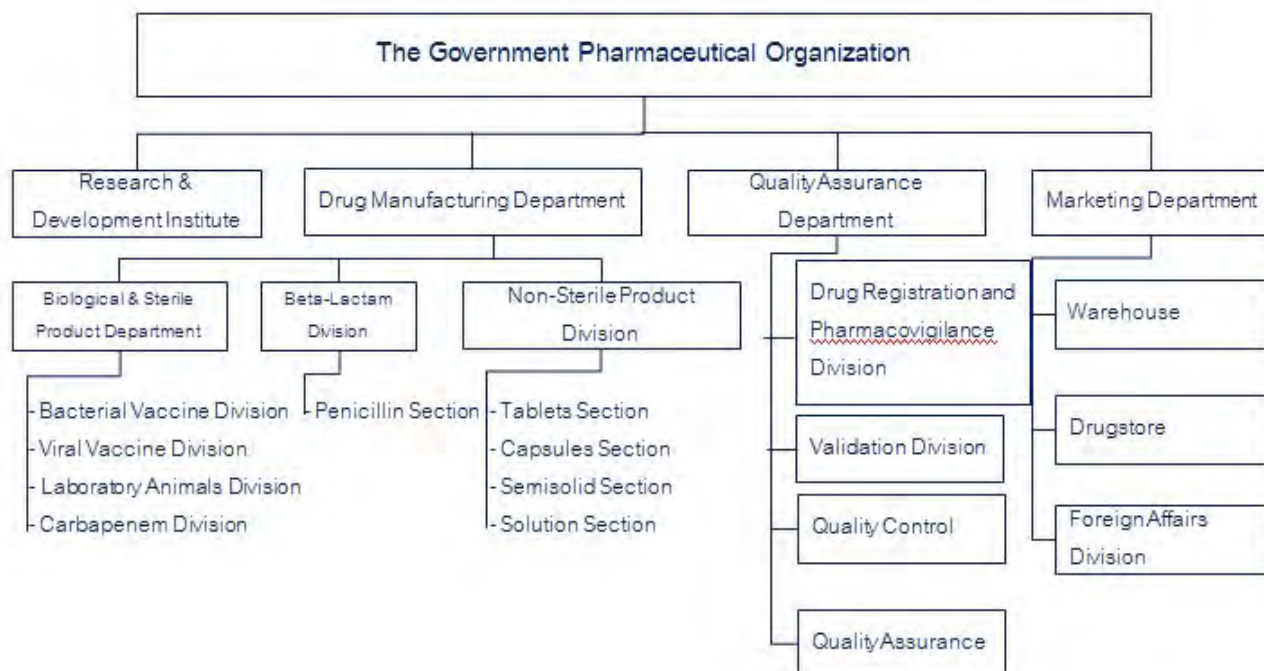 The Government Pharmaceutical Organization
Research &
Development Institute
Drug Manufacturing Department
Quality Assurance
Department
Marketing Department
Biological & Sterile
Product Department
Beta-Lactam
Division
Non-Sterile Product
Division
- Bacterial Vaccine Division
- Viral Vaccine Division
- Laboratory Animals Division
- Carbapenem Division
- Penicillin Section
- Tablets Section
- Capsules Section
- Semisolid Section
- Solution Section
Drug Registration and
Pharmacovigilance
Division
Validation Division
Quality Control
Quality Assurance
Warehouse
Drugstore
Foreign Affairs
Division